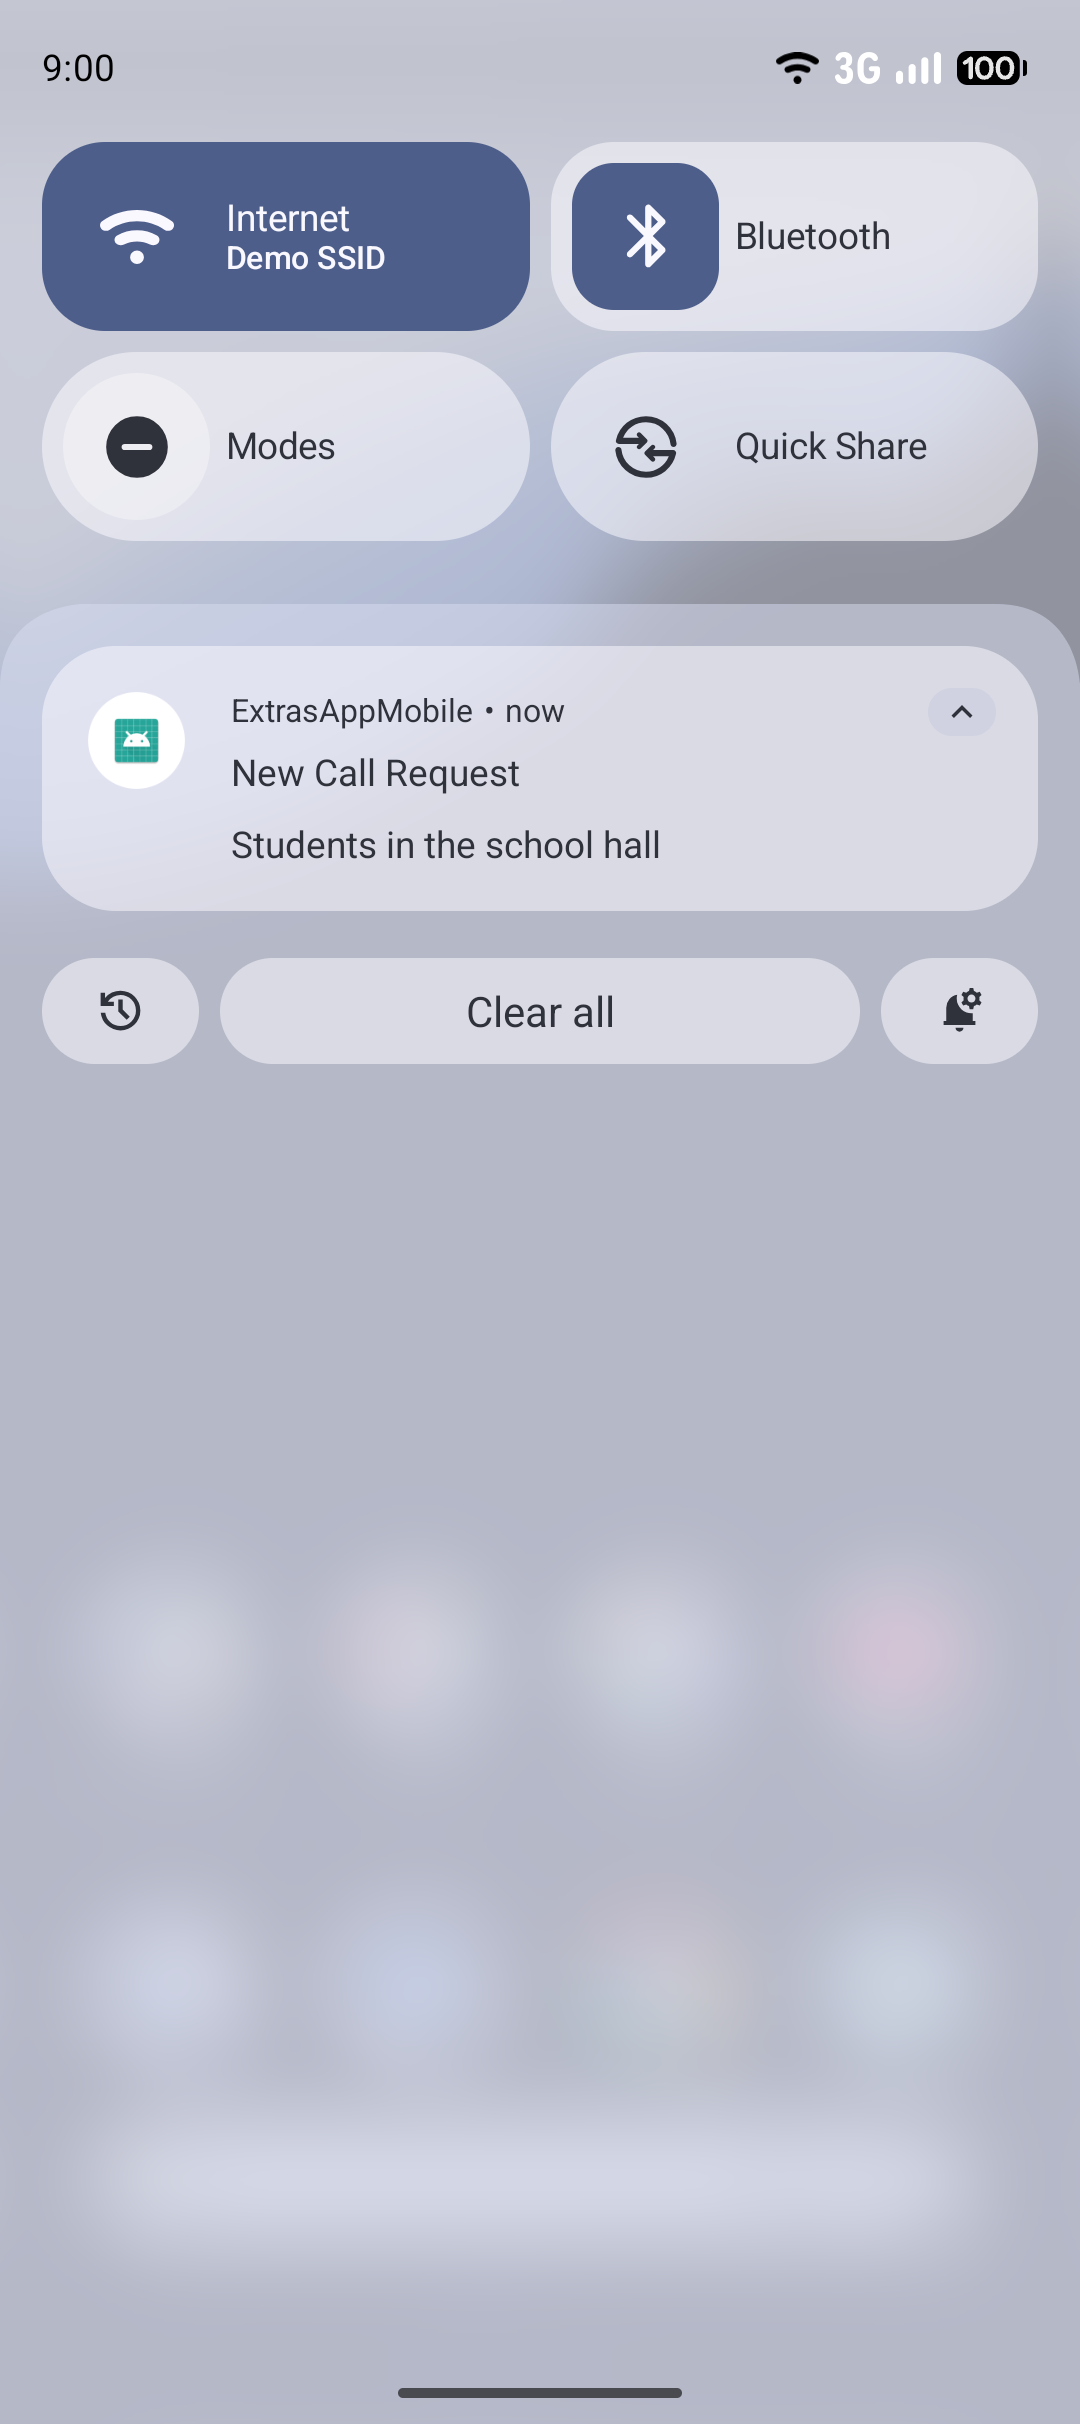 9:00
3G
100
Internet
Demo SSID
Bluetooth
Modes
Quick Share
ExtrasAppMobile • now
New Call Request
Students in the school hall
Clear all